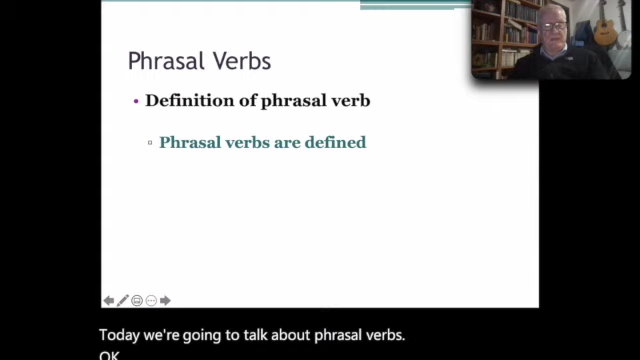 Phrasal Verbs
• Definition of phrasal verb
▫ Phrasal verbs are defined
Today we're going to talk about phrasal verbs.
OK